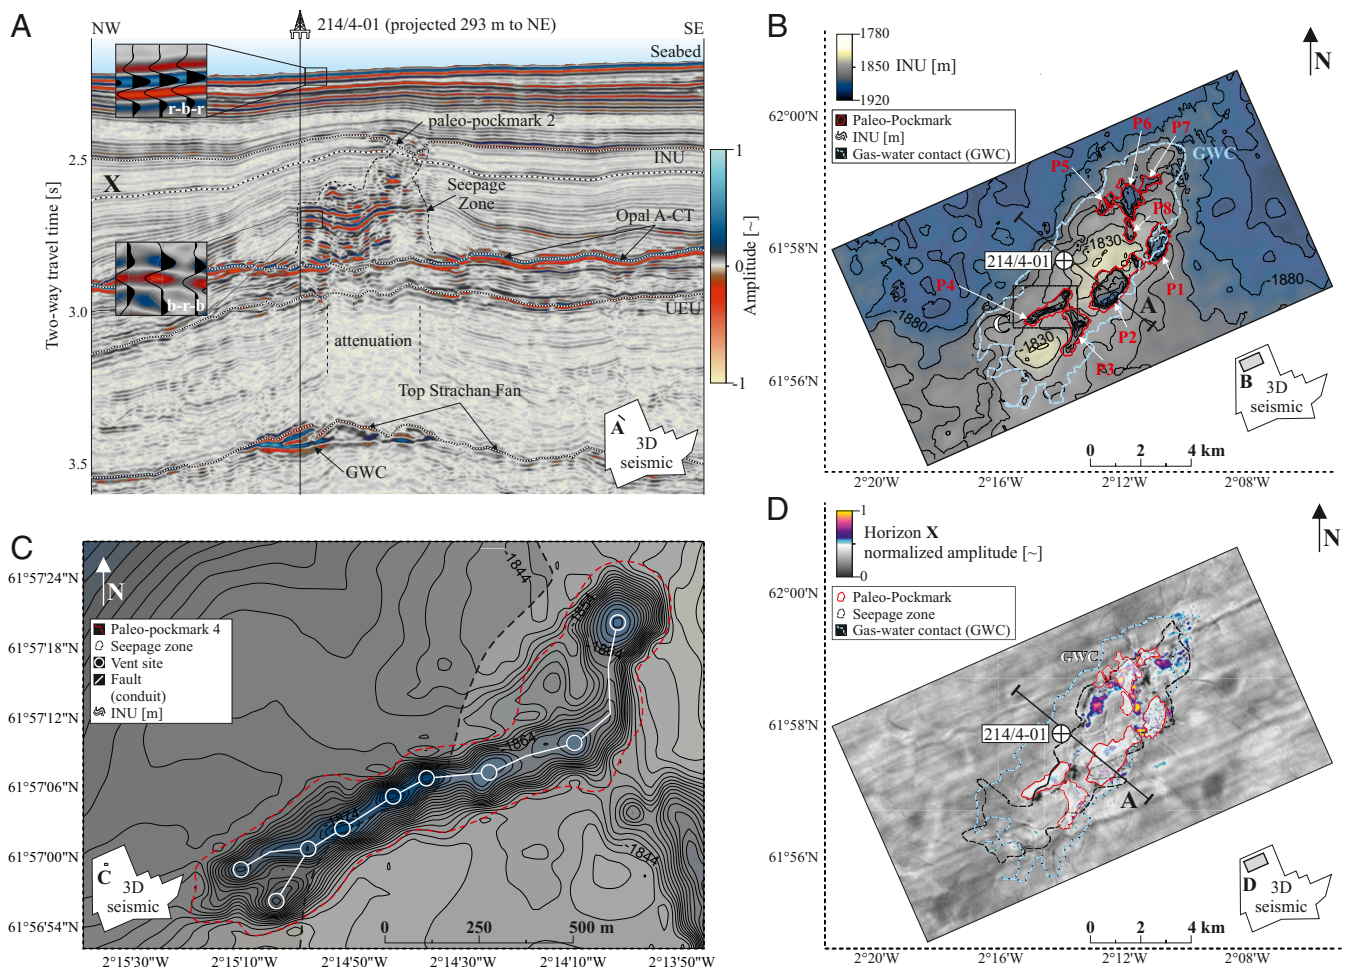 A
NW
214/4-01 (projected 293 m to NE)
SE
Seabed
r-b-r
paleo-pockmark 2
INU
2.5
X
Seepage
Zone
Opal A-CT
b-r-b
UEU
3.0
attenuation
Top Strachan Fan
GWC
3.5
Two-way travel time [s]
1
0
-1
Amplitude [~]
A`
3D
seismic
B
1780
1850
1920
INU [m]
N
Paleo-Pockmark
INU [m]
Gas-water contact (GWC)
62°00'N
61°58'N
61°56'N
P6
P7
GWC
P5
P8
-1830
214/4-01
P4
P1
-1880
-1880
A
C
P2
-1830
P3
B
3D
seismic
0 2 4 km
2°20'W 2°16'W 2°12'W 2°08'W
C
N
61°57'24"N
61°57'18"N
61°57'12"N
61°57'06"N
61°57'00"N
61°56'54"N
Paleo-pockmark 4
Seepage zone
Vent site
Fault
(conduit)
INU [m]
-1844
-1854
-1864
-1844
C
3D
seismic
0 250 500 m
2°15'30"W 2°15'10"W 2°14'50"W 2°14'30"W 2°14'10"W 2°13'50"W
D
1
0
Horizon X
normalized amplitude [~]
N
Paleo-Pockmark
Seepage zone
Gas-water contact (GWC)
62°00'N
61°58'N
61°56'N
GWC
214/4-01
A
D
3D
seismic
0 2 4 km
2°20'W 2°16'W 2°12'W 2°08'W